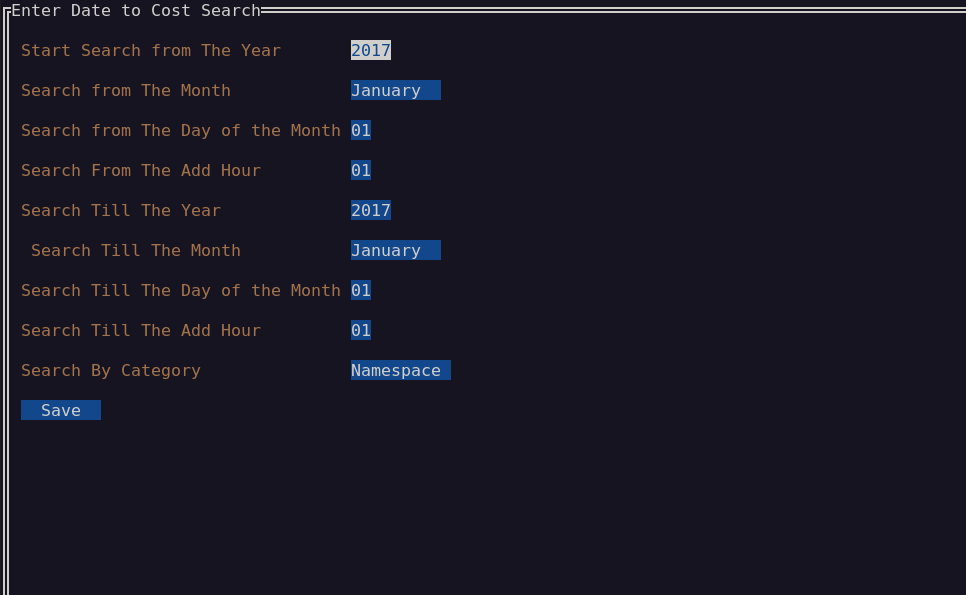 Enter Date to Cost Search
Start Search from The Year 2017
Search from The Month January
Search from The Day of the Month 01
Search From The Add Hour 01
Search Till The Year 2017
Search Till The Month January
Search Till The Day of the Month 01
Search Till The Add Hour 01
Search By Category Namespace
Save